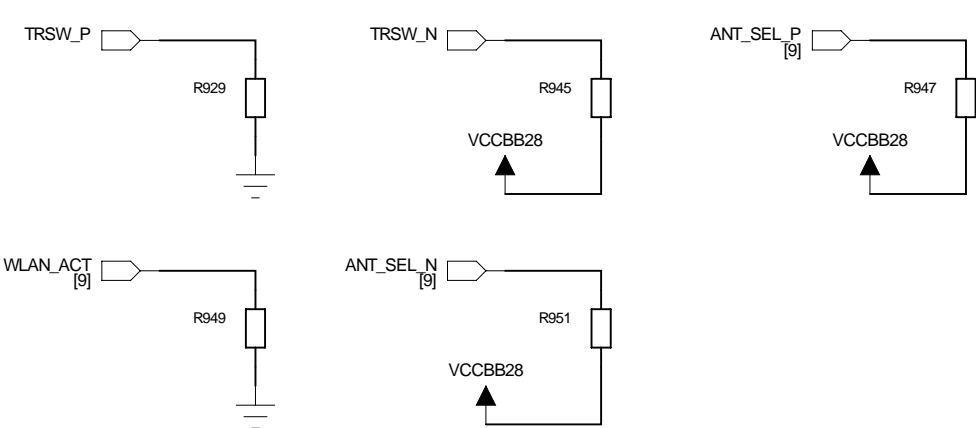 TRSW_P
TRSW_N
ANT_SEL_P
[9]
R929
R945
R947
VCCBB28
VCCBB28
WLAN_ACT
[9]
ANT_SEL_N
[9]
R949
R951
VCCBB28